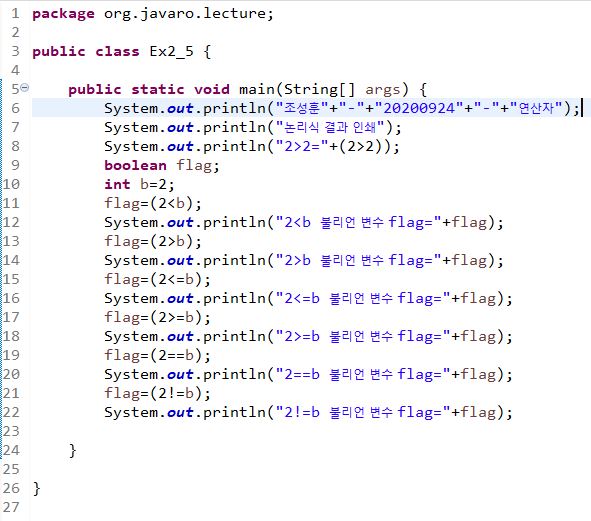 1 package org.javaro.lecture;
2
3 public class Ex2_5 {
4
5 public static void main(String[] args) {
6 System.out.println("조성훈"+"-"+"20200924"+"-"+"연산자");
7 System.out.println("논리식 결과 인쇄");
8 System.out.println("2>2="+(2>2));
9 boolean flag;
10 int b=2;
11 flag=(2<b);
12 System.out.println("2<b 불리언 변수 flag="+flag);
13 flag=(2>b);
14 System.out.println("2>b 불리언 변수 flag="+flag);
15 flag=(2<=b);
16 System.out.println("2<=b 불리언 변수 flag="+flag);
17 flag=(2>=b);
18 System.out.println("2>=b 불리언 변수 flag="+flag);
19 flag=(2==b);
20 System.out.println("2==b 불리언 변수 flag="+flag);
21 flag=(2!=b);
22 System.out.println("2!=b 불리언 변수 flag="+flag);
23
24 }
25
26 }
27